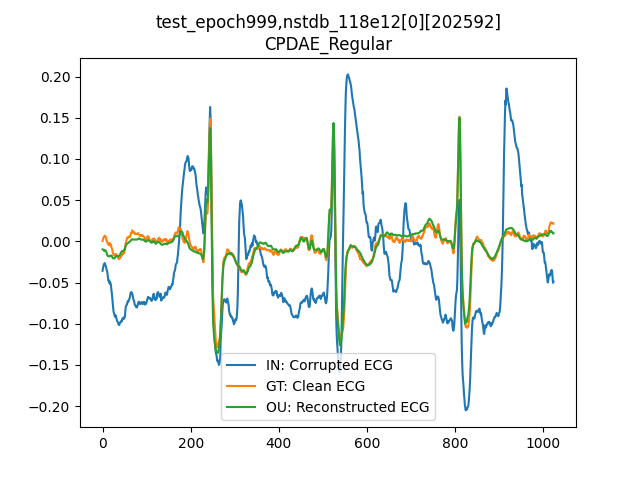 test_epoch999,nstdb_118e12[0][202592]
CPDAE_Regular
0.20
0.15
0.10
0.05
0.00
−0.05
−0.10
−0.15
−0.20
IN: Corrupted ECG
GT: Clean ECG
OU: Reconstructed ECG
0 200 400 600 800 1000